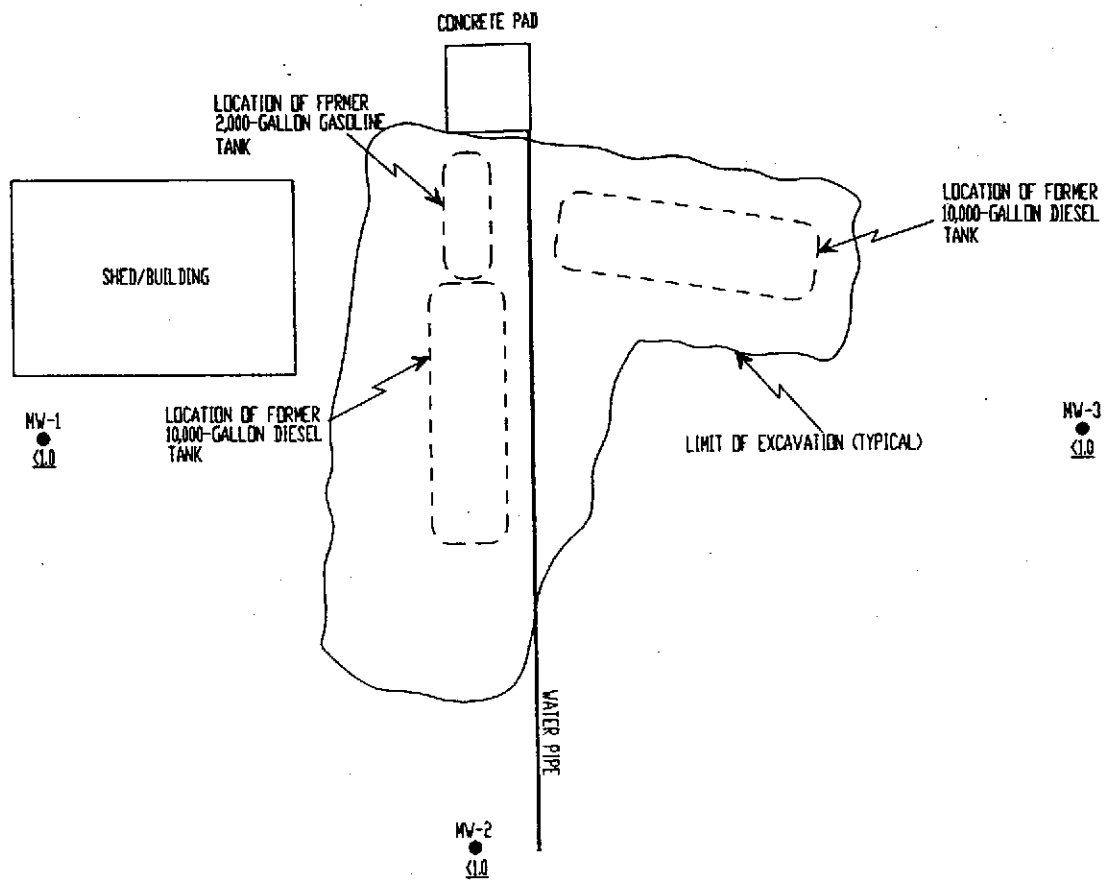 CONCRETE PAD
LOCATION OF FPRMER
2,000-GALLON GASOLINE
TANK
LOCATION OF FORMER
10,000-GALLON DIESEL
TANK
SHED/BUILDING
LOCATION OF FORMER
10,000-GALLON DIESEL
TANK
MW-1
<1.0
MW-3
<1.0
LIMIT OF EXCAVATION (TYPICAL)
WATER PIPE
MW-2
<1.0